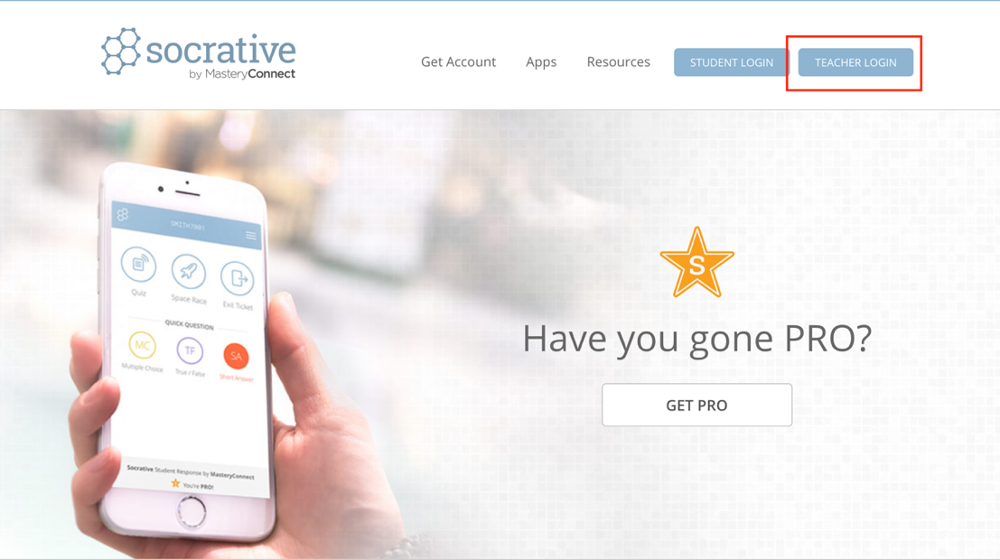 socrative
by MasteryConnect
Get Account
Apps
Resources
STUDENT LOGIN
TEACHER LOGIN
Quiz
Space Race
Exit Ticket
QUICK QUESTION
MC
TF
SA
Multiple Choice
True / False
Short Answer
Socrative Student Response by MasteryConnect
You're PRO!
S
Have you gone PRO?
GET PRO